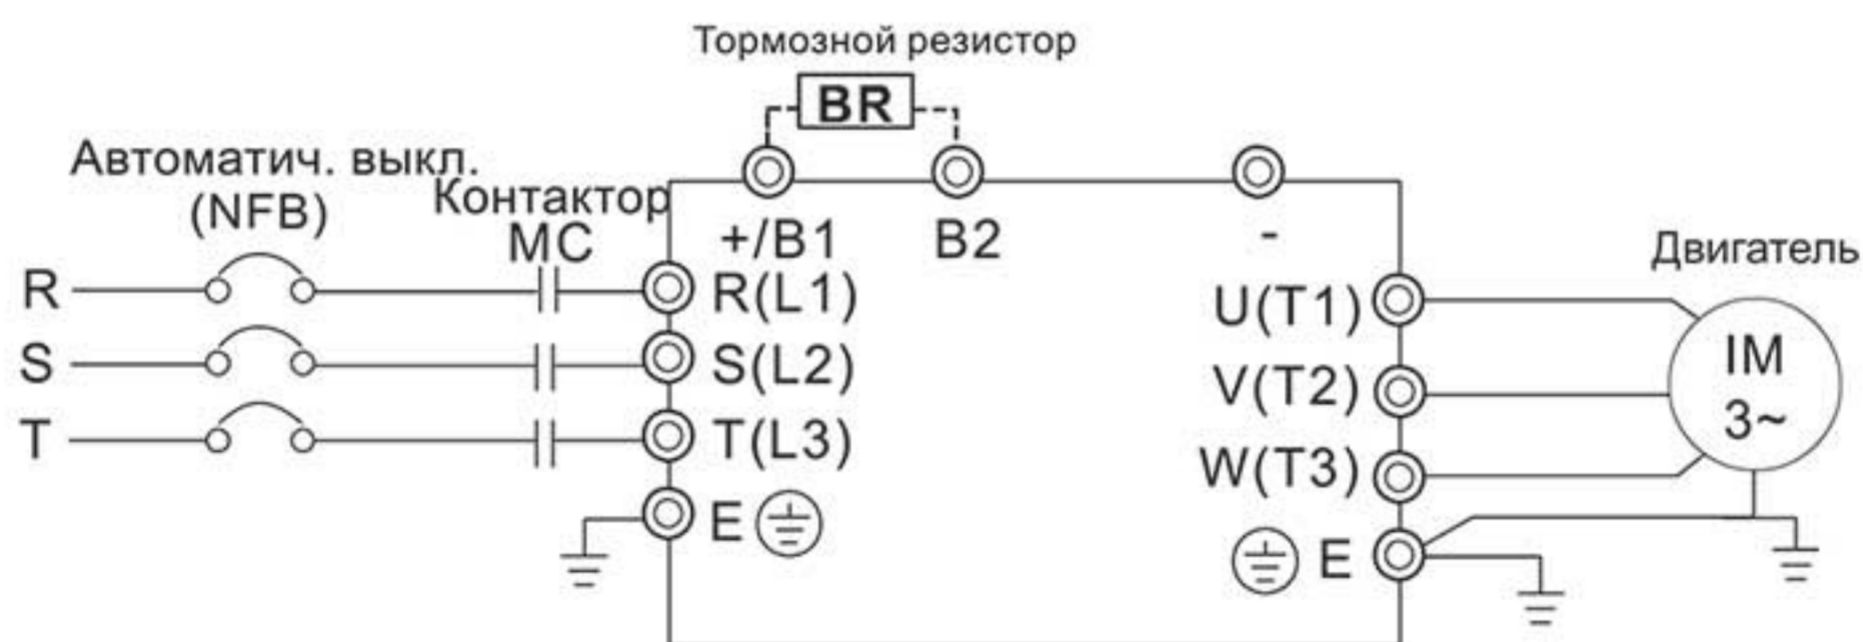 Тормозной резистор
BR
Автоматич. выкл.
(NFB)
Контактор
MC
+/B1
B2
-
Двигатель
R
R(L1)
U(T1)
S
S(L2)
V(T2)
IM
3~
T
T(L3)
W(T3)
E
E